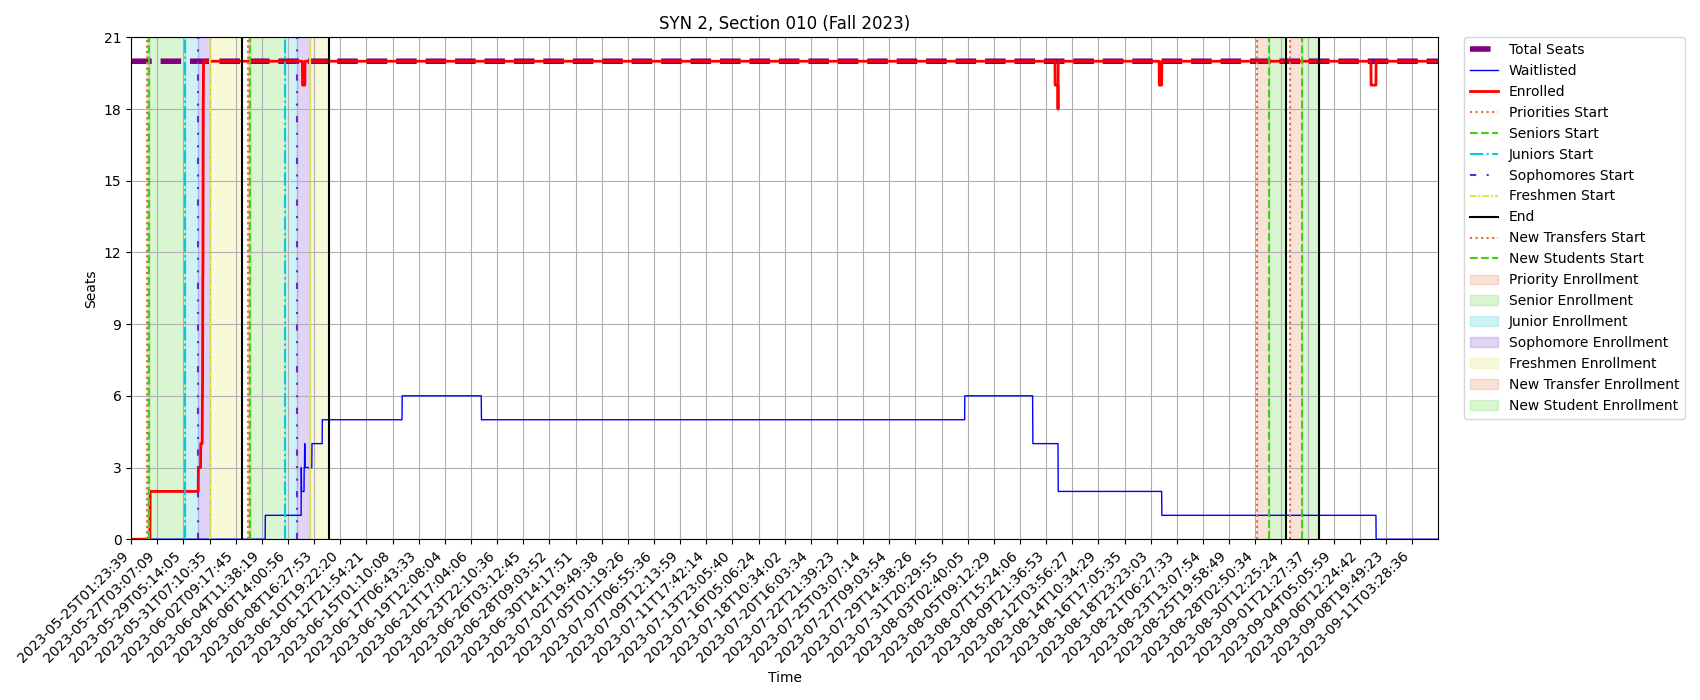 SYN 2, Section 010 (Fall 2023)
21
18
15
12
9
6
3
0
Seats
2023-05-25T01:23:39
2023-05-27T03:07:09
2023-05-29T05:14:05
2023-05-31T07:10:35
2023-06-02T09:17:45
2023-06-04T11:38:19
2023-06-06T14:00:56
2023-06-08T16:27:53
2023-06-10T19:22:20
2023-06-12T21:54:21
2023-06-15T01:10:08
2023-06-17T06:43:33
2023-06-19T12:08:04
2023-06-21T17:04:06
2023-06-23T22:10:36
2023-06-26T03:12:45
2023-06-28T09:03:52
2023-06-30T14:17:51
2023-07-02T19:49:38
2023-07-05T01:19:26
2023-07-07T06:55:36
2023-07-09T12:13:59
2023-07-11T17:42:14
2023-07-13T23:05:40
2023-07-16T05:06:24
2023-07-18T10:34:02
2023-07-20T16:03:34
2023-07-22T21:39:23
2023-07-25T03:07:14
2023-07-27T09:03:54
2023-07-29T14:38:26
2023-07-31T20:29:55
2023-08-03T02:40:05
2023-08-05T09:12:29
2023-08-07T15:24:06
2023-08-09T21:36:53
2023-08-12T03:56:27
2023-08-14T10:34:29
2023-08-16T17:05:35
2023-08-18T23:23:03
2023-08-21T06:27:33
2023-08-23T13:07:54
2023-08-25T19:58:49
2023-08-28T02:50:34
2023-08-30T12:25:24
2023-09-01T21:27:37
2023-09-04T05:05:59
2023-09-06T12:24:42
2023-09-08T19:49:23
2023-09-11T03:28:36
Time
Total Seats
Waitlisted
Enrolled
Priorities Start
Seniors Start
Juniors Start
Sophomores Start
Freshmen Start
End
New Transfers Start
New Students Start
Priority Enrollment
Senior Enrollment
Junior Enrollment
Sophomore Enrollment
Freshmen Enrollment
New Transfer Enrollment
New Student Enrollment